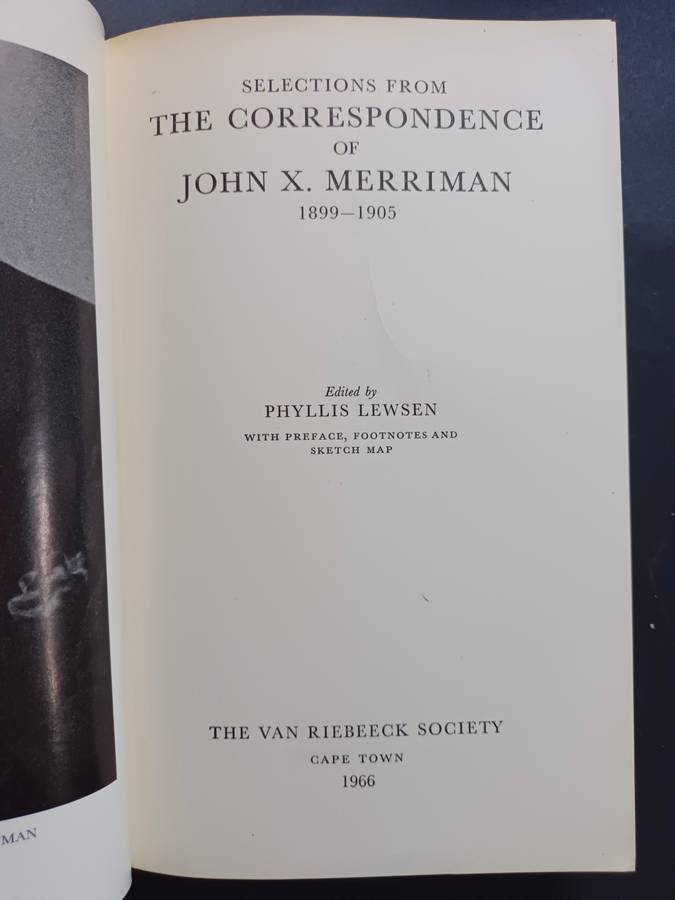 SELECTIONS FROM
THE CORRESPONDENCE
OF
JOHN X. MERRIMAN
1899–1905
Edited by
PHYLLIS LEWSEN
WITH PREFACE, FOOTNOTES AND
SKETCH MAP
THE VAN RIEBEECK SOCIETY
CAPE TOWN
1966
MAN